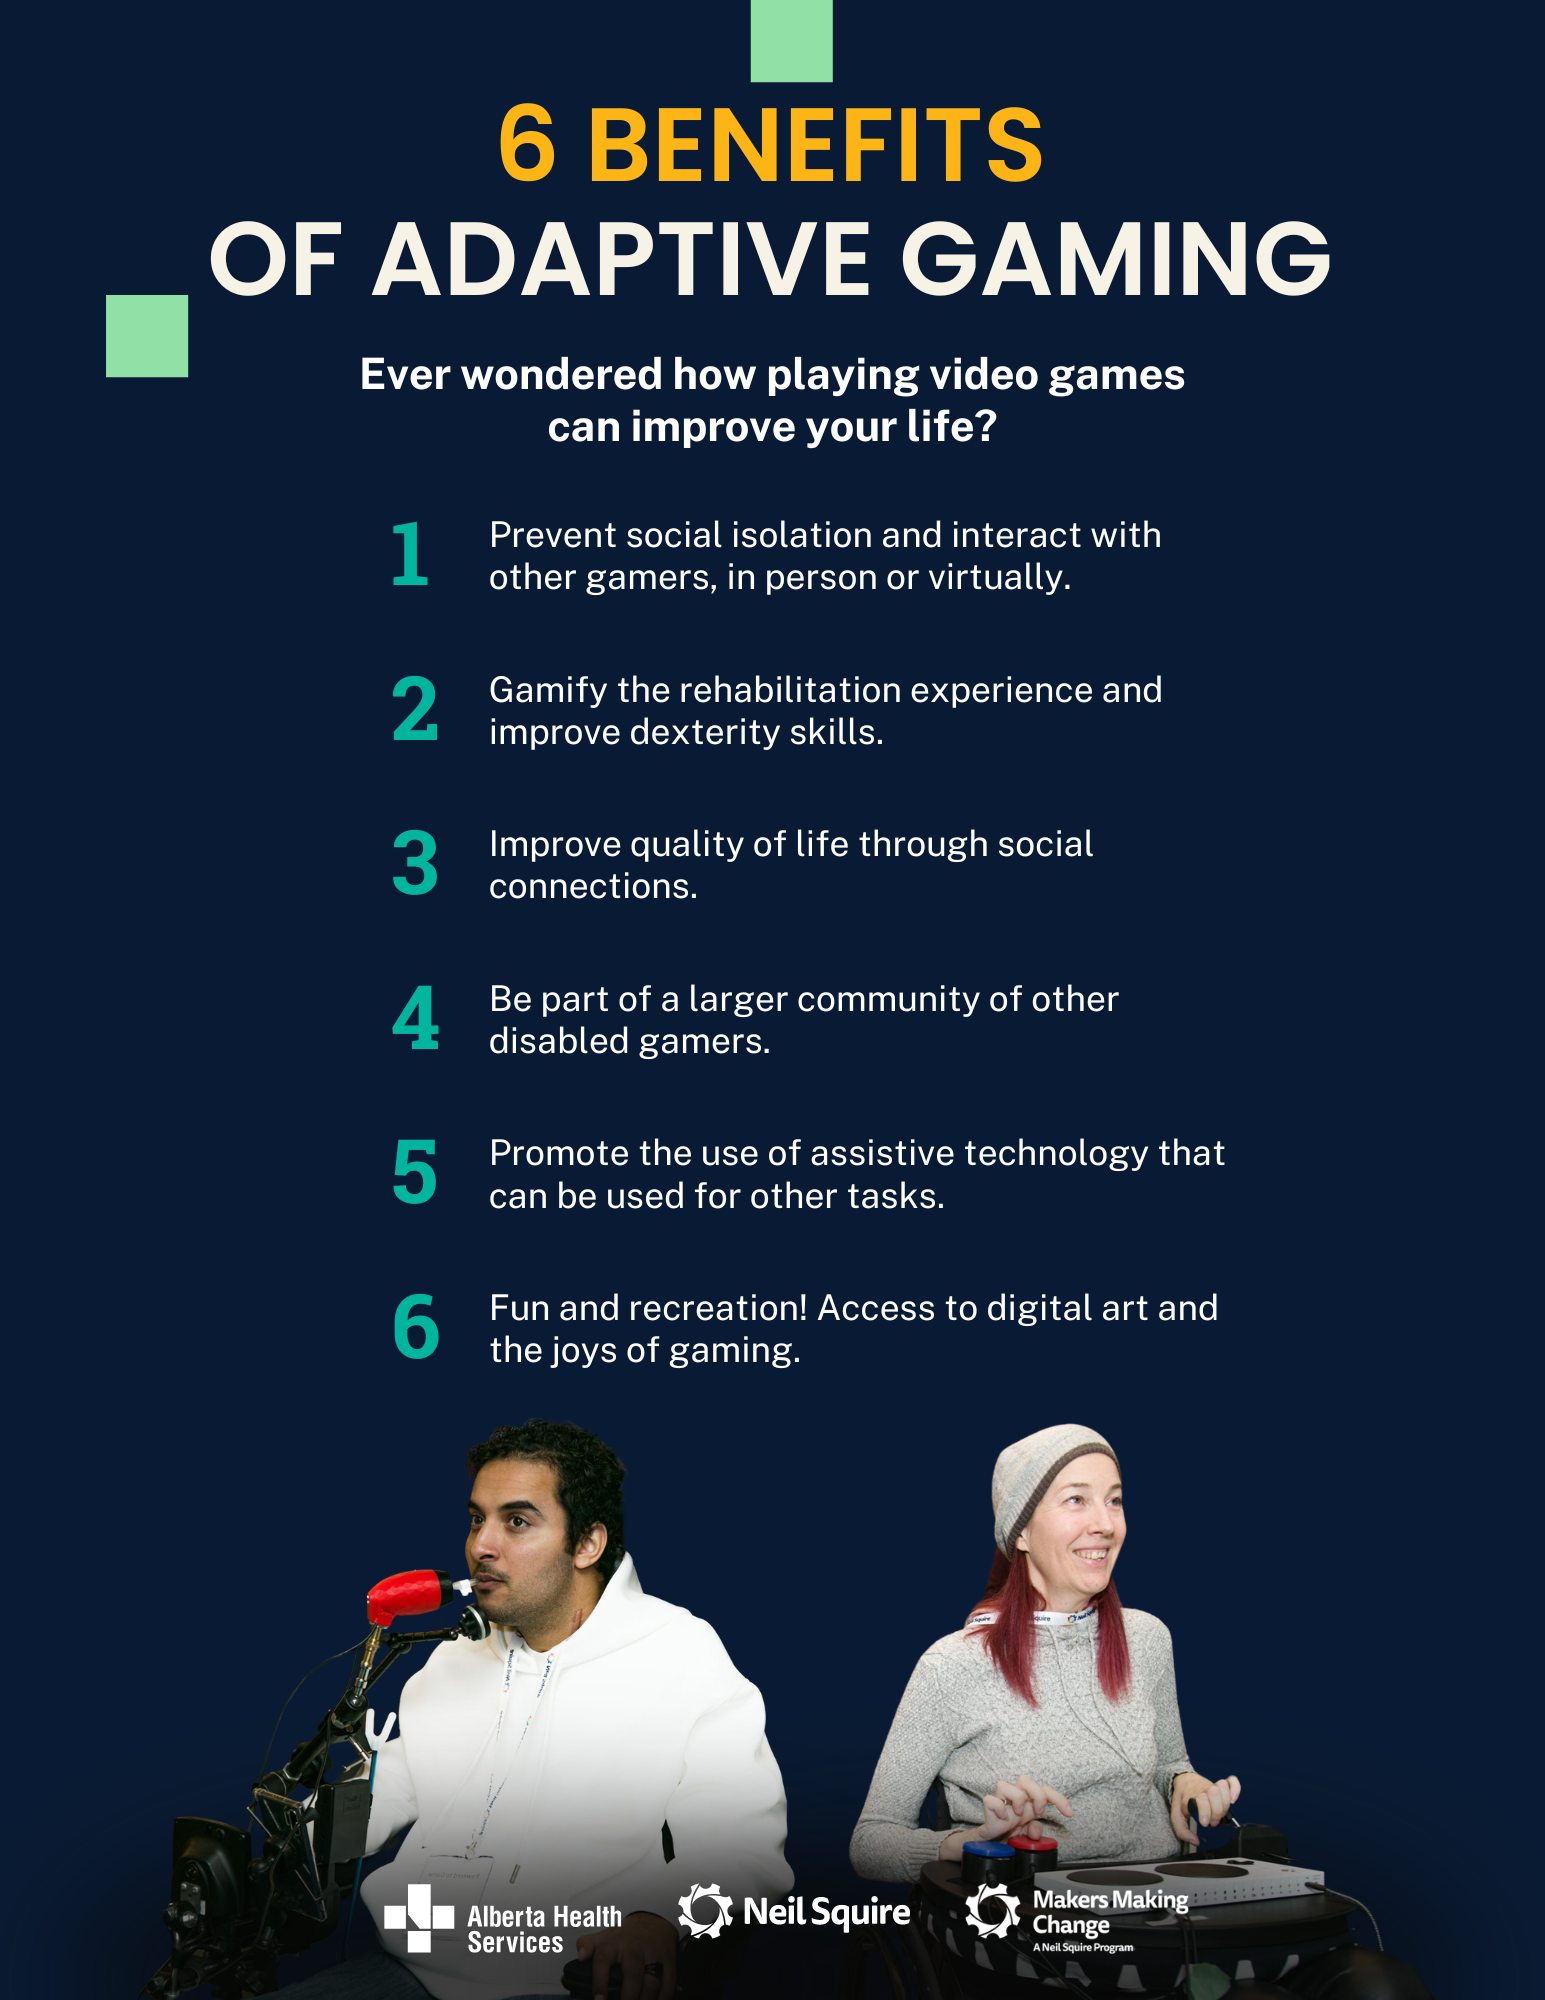 6 BENEFITS
OF ADAPTIVE GAMING
Ever wondered how playing video games
can improve your life?
1
Prevent social isolation and interact with
other gamers, in person or virtually.
2
Gamify the rehabilitation experience and
improve dexterity skills.
3
Improve quality of life through social
connections.
4
Be part of a larger community of other
disabled gamers.
5
Promote the use of assistive technology that
can be used for other tasks.
6
Fun and recreation! Access to digital art and
the joys of gaming.
Squire
Neil
Alberta Health
Services
Neil Squire
Makers Making
Change
A Neil Squire Program